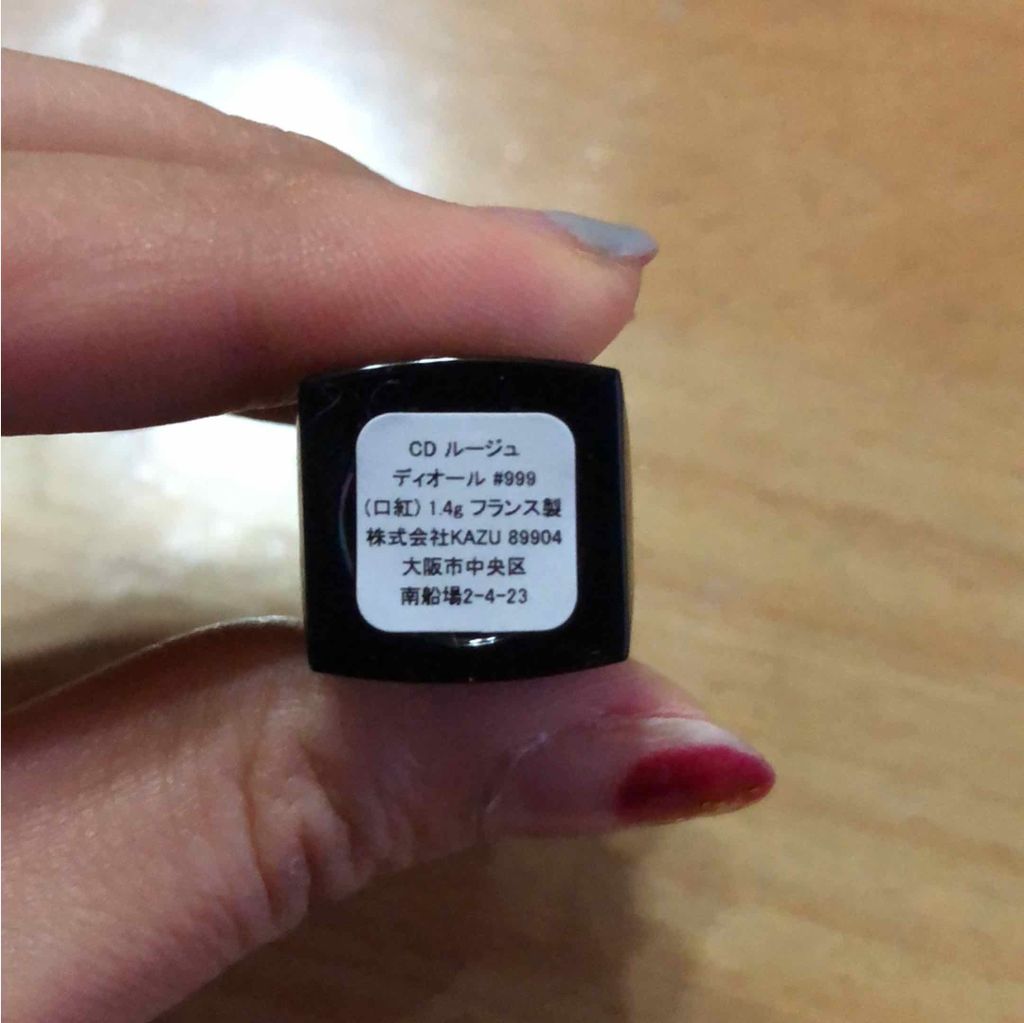 CD ルージュ
ディオール #999
(口紅) 1.4g フランス製
株式会社KAZU 89904
大阪市中央区
南船場2-4-23